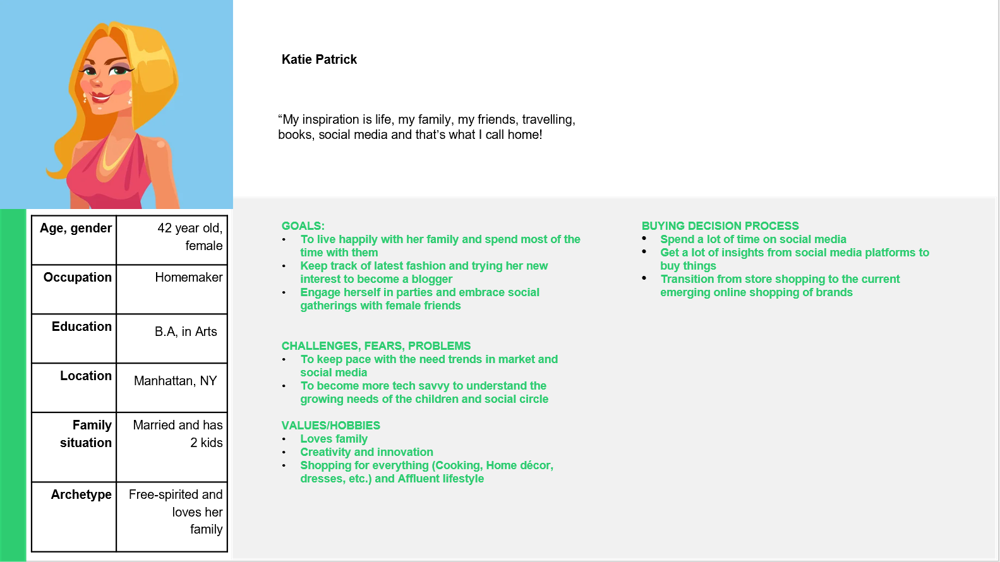 Katie Patrick
“My inspiration is life, my family, my friends, travelling,
books, social media and that’s what I call home!
Age, gender
42 year old,
female
Occupation
Homemaker
Education
B.A, in Arts
Location
Manhattan, NY
Family
situation
Married and has
2 kids
Archetype
Free-spirited and
loves her
family
GOALS:
• To live happily with her family and spend most of the
time with them
• Keep track of latest fashion and trying her new
interest to become a blogger
• Engage herself in parties and embrace social
gatherings with female friends
CHALLENGES, FEARS, PROBLEMS
• To keep pace with the need trends in market and
social media
• To become more tech savvy to understand the
growing needs of the children and social circle
VALUES/HOBBIES
• Loves family
• Creativity and innovation
• Shopping for everything (Cooking, Home décor,
dresses, etc.) and Affluent lifestyle
BUYING DECISION PROCESS
• Spend a lot of time on social media
• Get a lot of insights from social media platforms to
buy things
• Transition from store shopping to the current
emerging online shopping of brands